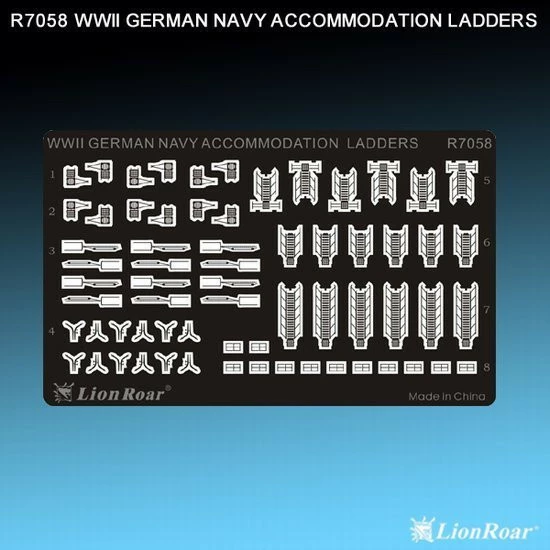 R7058 WWII GERMAN NAVY ACCOMMODATION LADDERS
WWII GERMAN NAVY ACCOMMODATION LADDERS R7058
1
2
3
4
5
6
7
8
LionRoar®
Made in China
LionRoar®